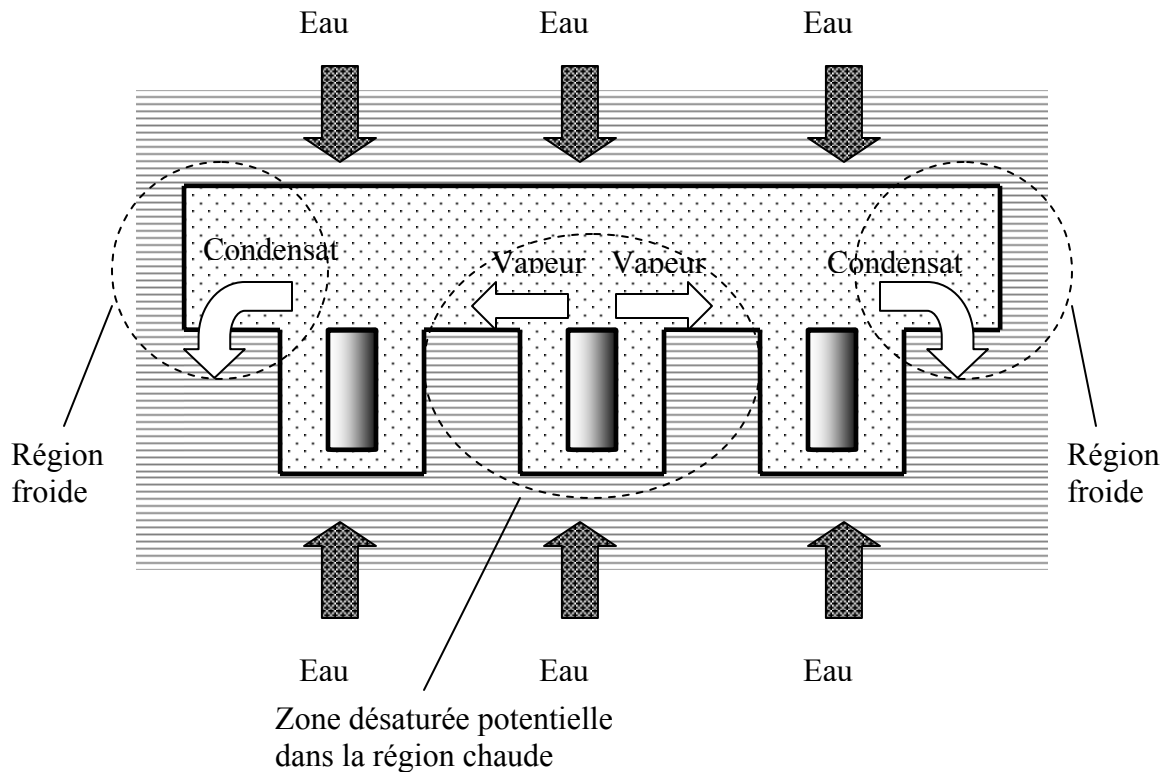 Eau Eau Eau
Condensat Vapeur Vapeur Condensat
Région
froide
Région
froide
Eau Eau Eau
Zone désaturée potentielle
dans la région chaude